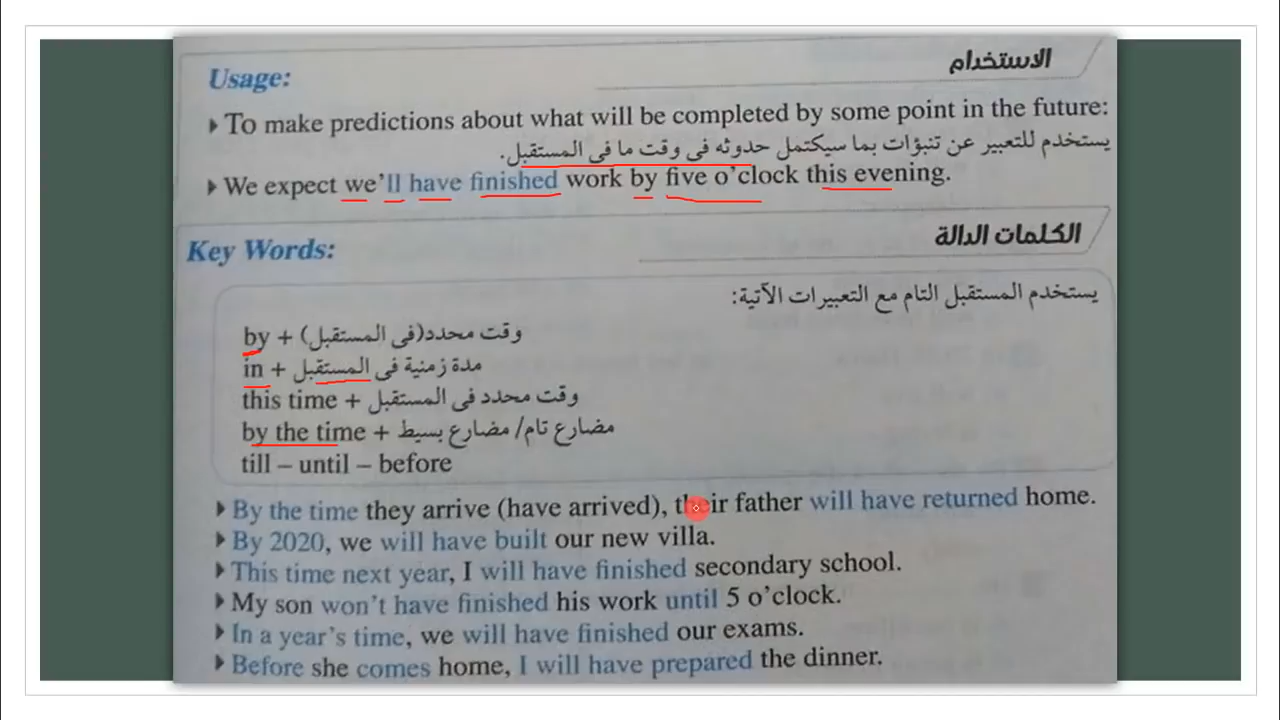 Usage:
الاستخدام
To make predictions about what will be completed by some point in the future:
يستخدم للتعبير عن تنبؤات بما سيكتمل حدوثه فى وقت ما فى المستقبل.
We expect we'll have finished work by five o'clock this evening.
Key Words:
الكلمات الدالة
يستخدم المستقبل التام مع التعبيرات الآتية:
by + وقت محدد(فى المستقبل)
in + مدة زمنية فى المستقبل
this time + وقت محدد فى المستقبل
by the time + مضارع تام/ مضارع بسيط
till – until – before
By the time they arrive (have arrived), their father will have returned home.
By 2020, we will have built our new villa.
This time next year, I will have finished secondary school.
My son won't have finished his work until 5 o'clock.
In a year's time, we will have finished our exams.
Before she comes home, I will have prepared the dinner.